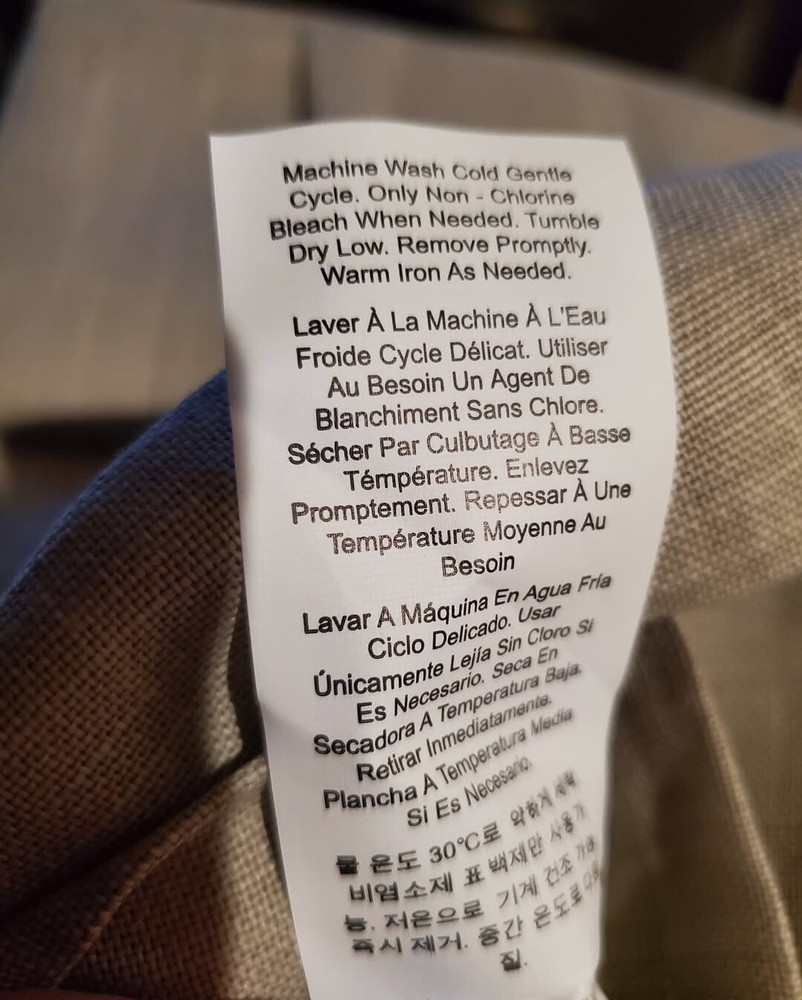 Machine Wash Cold Gentle
Cycle. Only Non - Chlorine
Bleach When Needed. Tumble
Dry Low. Remove Promptly.
Warm Iron As Needed.
Laver À La Machine À L'Eau
Froide Cycle Délicat. Utiliser
Au Besoin Un Agent De
Blanchiment Sans Chlore.
Sécher Par Culbutage À Basse
Témpérature. Enlevez
Promptement. Repessar À Une
Température Moyenne Au
Besoin
Lavar A Máquina En Agua Fría
Ciclo Delicado. Usar
Únicamente Lejía Sin Cloro Si
Es Necesario. Seca En
Secadora A Temperatura Baja.
Retirar Inmediatamente.
Plancha A Temperatura Media
Si Es Necesario.
물 온도 30℃로 약하게 세탁
비염소제 표백제만 사용가
능. 저온으로 기계 건조 가능
즉시 제거. 중간 온도로
질.